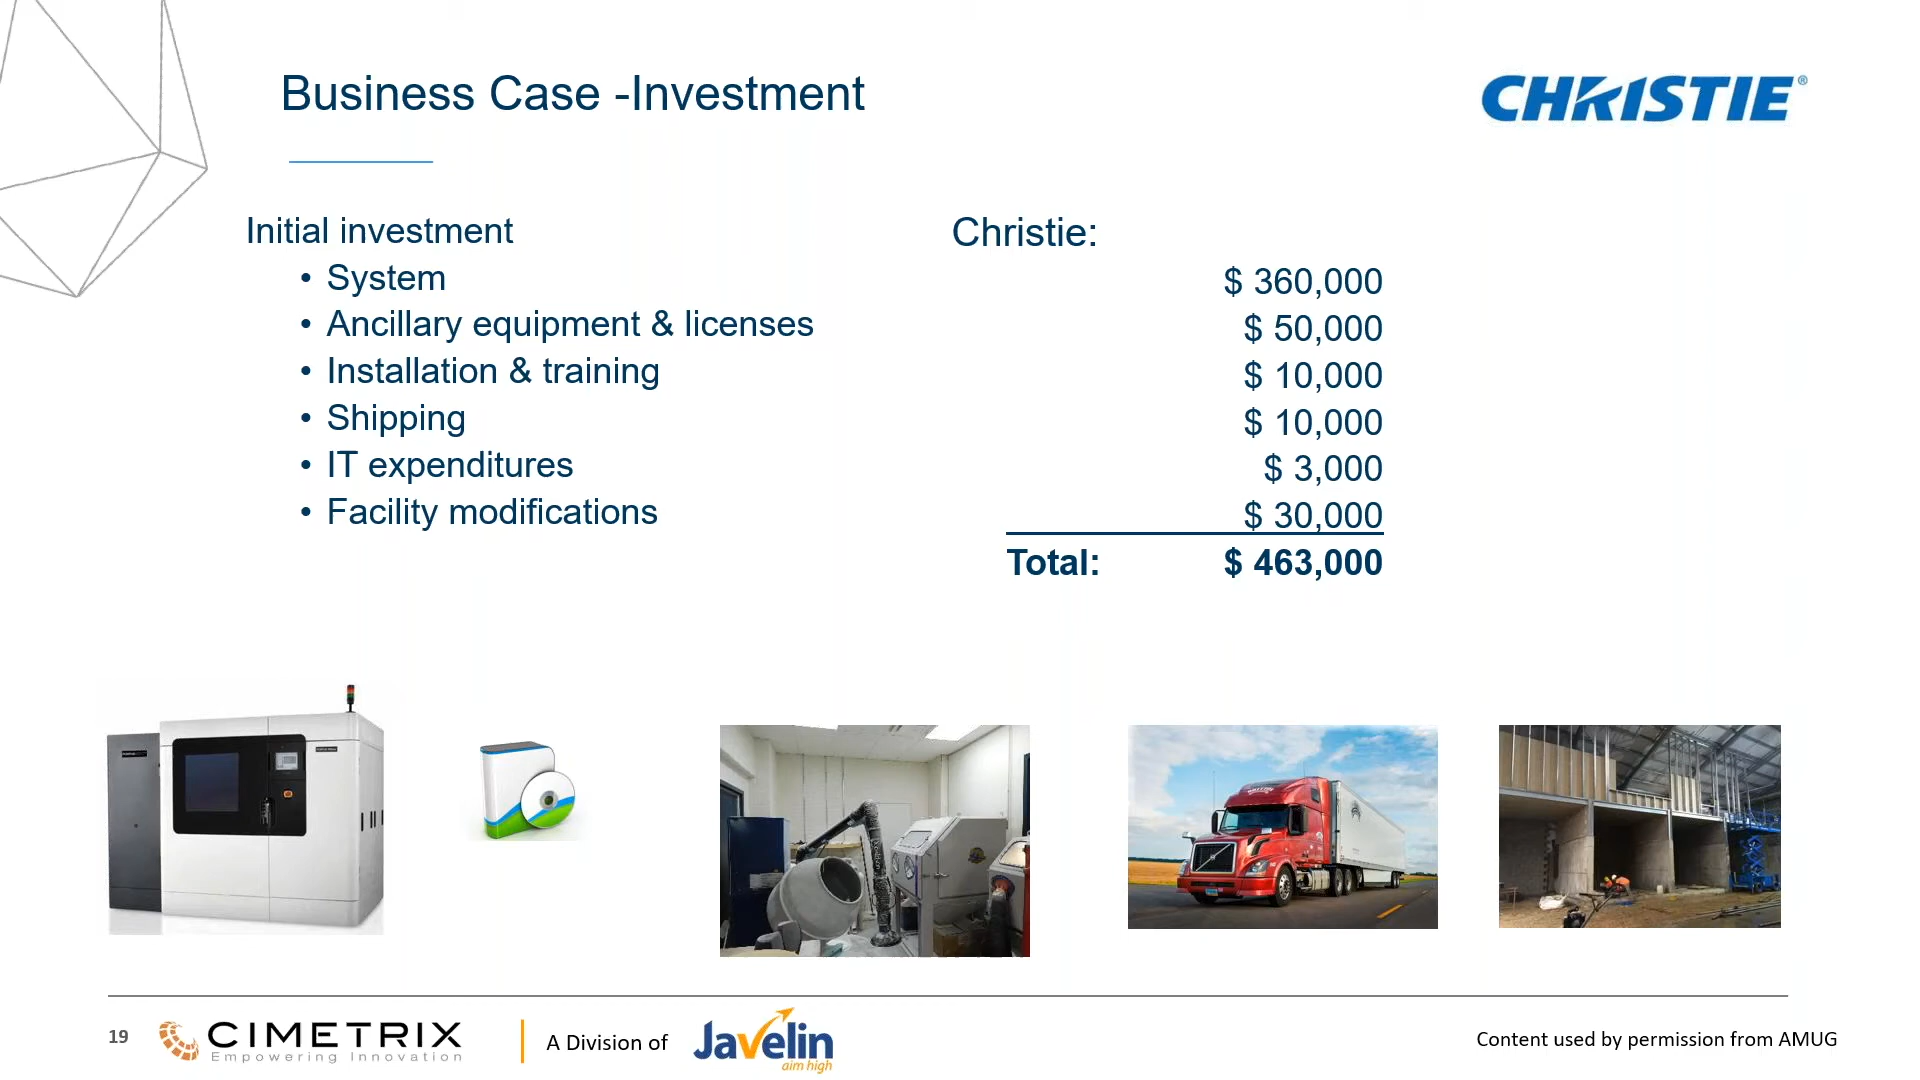 Business Case -Investment
CHRISTIE®
Initial investment
• System
• Ancillary equipment & licenses
• Installation & training
• Shipping
• IT expenditures
• Facility modifications
Christie:
$ 360,000
$ 50,000
$ 10,000
$ 10,000
$ 3,000
$ 30,000
Total: $ 463,000
19
CIMETRIX
Empowering Innovation
A Division of
Javelin
aim high
Content used by permission from AMUG